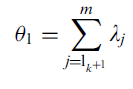 θ₁ = ∑_{j=1_{k+1}}^{m} λ_j